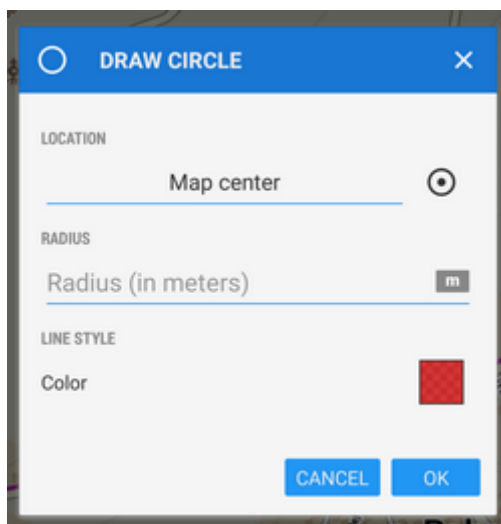 DRAW CIRCLE
LOCATION
Map center
RADIUS
Radius (in meters)
m
LINE STYLE
Color
CANCEL
OK